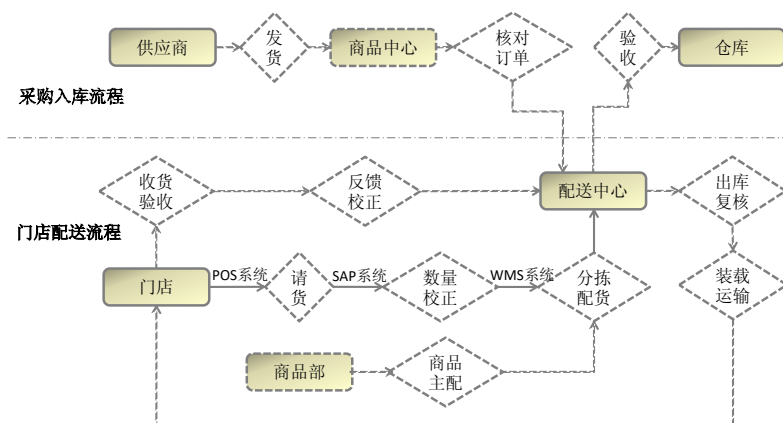 供应商
发
货
商品中心
核对
订单
验
收
仓库
采购入库流程
收货
验收
反馈
校正
配送中心
出库
复核
门店配送流程
门店
POS系统
请
货
SAP系统
数量
校正
WMS系统
分拣
配货
装载
运输
商品部
商品
主配